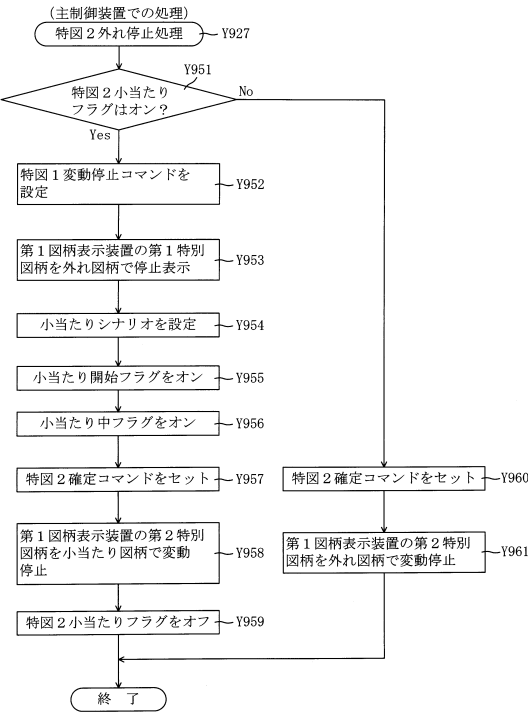 (主制御装置での処理)
特図2外れ停止処理
Y927
Y951
特図2小当たり
フラグはオン?
No
Yes
特図1変動停止コマンドを
設定
Y952
第1図柄表示装置の第1特別
図柄を外れ図柄で停止表示
Y953
小当たりシナリオを設定
Y954
小当たり開始フラグをオン
Y955
小当たり中フラグをオン
Y956
特図2確定コマンドをセット
Y957
特図2確定コマンドをセット
Y960
第1図柄表示装置の第2特別
図柄を小当たり図柄で変動
停止
Y958
第1図柄表示装置の第2特別
図柄を外れ図柄で変動停止
Y961
特図2小当たりフラグをオフ
Y959
終 了